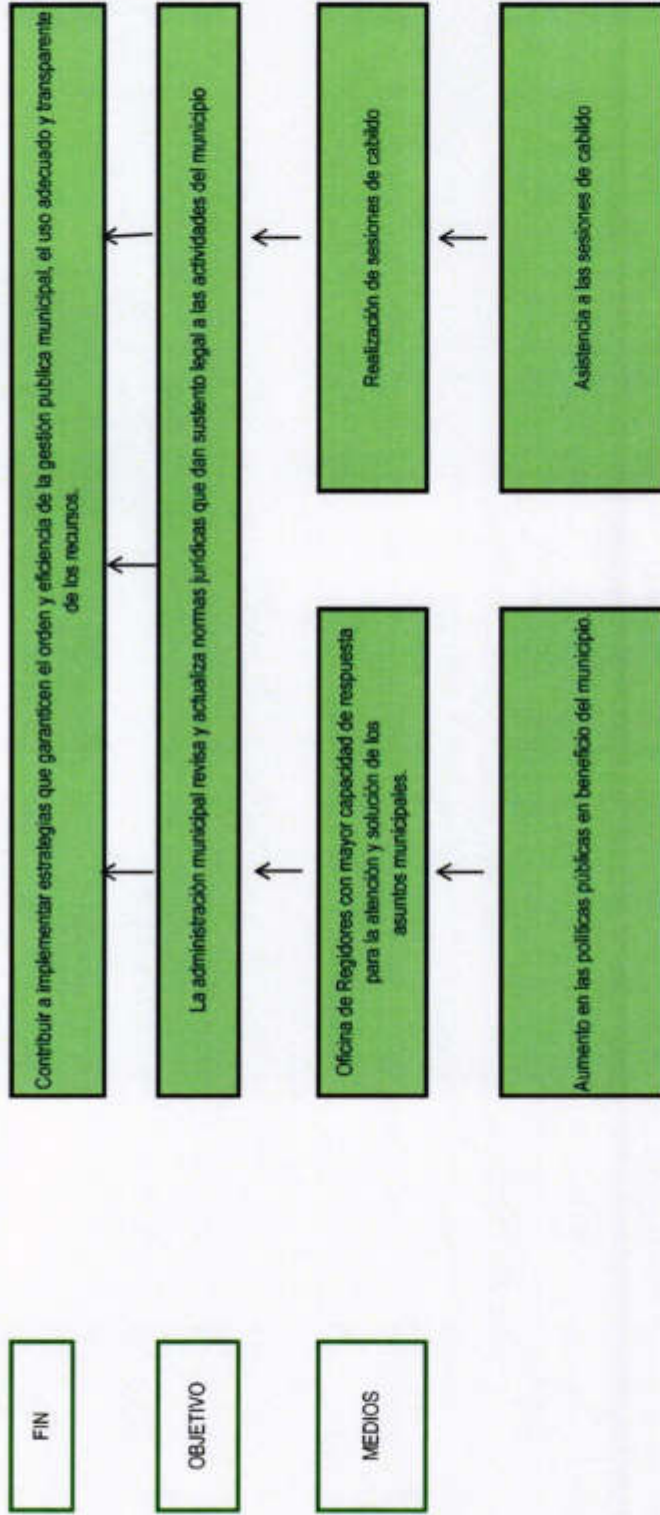 FIN
Contribuir a implementar estrategias que garanticen el orden y eficiencia de la gestión publica municipal, el uso adecuado y transparente
de los recursos.
OBJETIVO
La administración municipal revisa y actualiza normas jurídicas que dan sustento legal a las actividades del municipio
MEDIOS
Oficina de Regidores con mayor capacidad de respuesta
para la atención y solución de los
asuntos municipales.
Realización de sesiones de cabildo
Aumento en las políticas públicas en beneficio del municipio.
Asistencia a las sesiones de cabildo